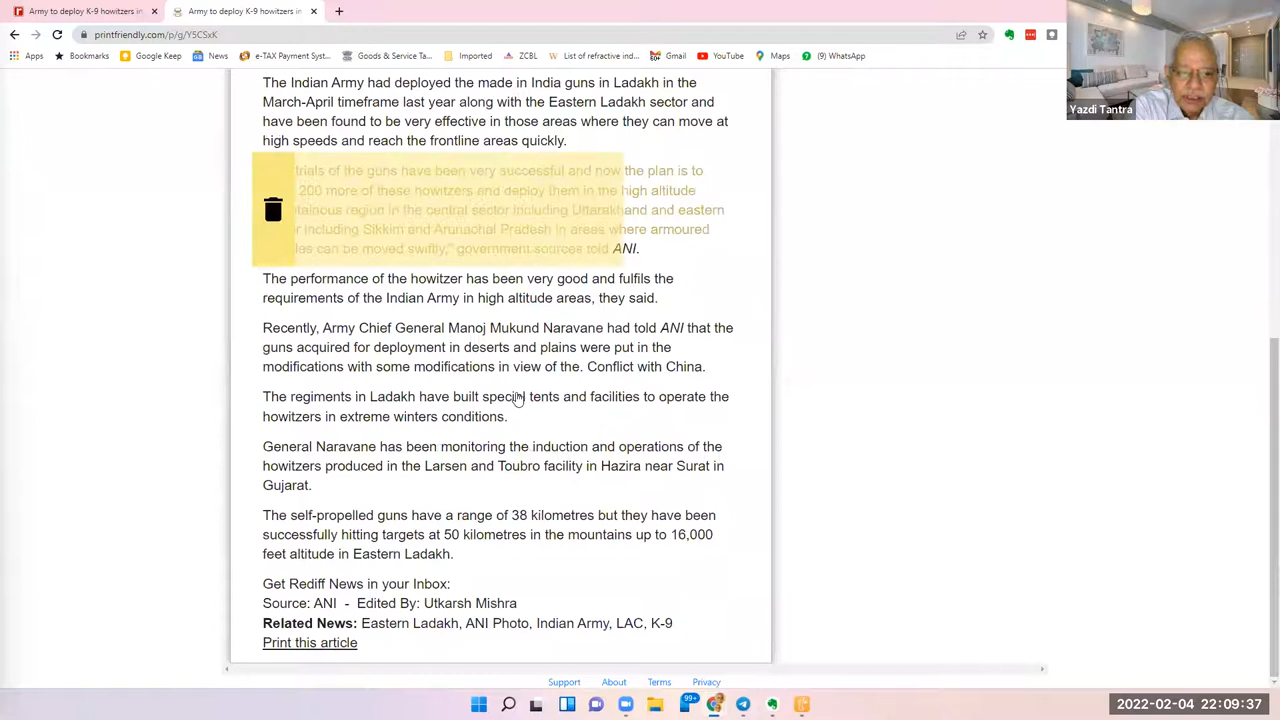 Army to deploy K-9 howitzers in
Army to deploy K-9 howitzers in
printfriendly.com/p/g/Y5CSxK
Apps
Bookmarks
Google Keep
News
e-TAX Payment Syst...
Goods & Service Ta...
Imported
ZCBL
List of refractive ind...
Gmail
YouTube
Maps
(9) WhatsApp
Yazdi Tantra
The Indian Army had deployed the made in India guns in Ladakh in the
March-April timeframe last year along with the Eastern Ladakh sector and
have been found to be very effective in those areas where they can move at
high speeds and reach the frontline areas quickly.
trials of the guns have been very successful and now the plan is to
200 more of these howitzers and deploy them in the high altitude
tainous region in the central sector including Uttarakhand and eastern
r including Sikkim and Arunachal Pradesh in areas where armoured
les can be moved swiftly," government sources told ANI.
The performance of the howitzer has been very good and fulfils the
requirements of the Indian Army in high altitude areas, they said.
Recently, Army Chief General Manoj Mukund Naravane had told ANI that the
guns acquired for deployment in deserts and plains were put in the
modifications with some modifications in view of the. Conflict with China.
The regiments in Ladakh have built special tents and facilities to operate the
howitzers in extreme winters conditions.
General Naravane has been monitoring the induction and operations of the
howitzers produced in the Larsen and Toubro facility in Hazira near Surat in
Gujarat.
The self-propelled guns have a range of 38 kilometres but they have been
successfully hitting targets at 50 kilometres in the mountains up to 16,000
feet altitude in Eastern Ladakh.
Get Rediff News in your Inbox:
Source: ANI - Edited By: Utkarsh Mishra
Related News: Eastern Ladakh, ANI Photo, Indian Army, LAC, K-9
Print this article
Support About Terms Privacy
99+
2022-02-04 22:09:37